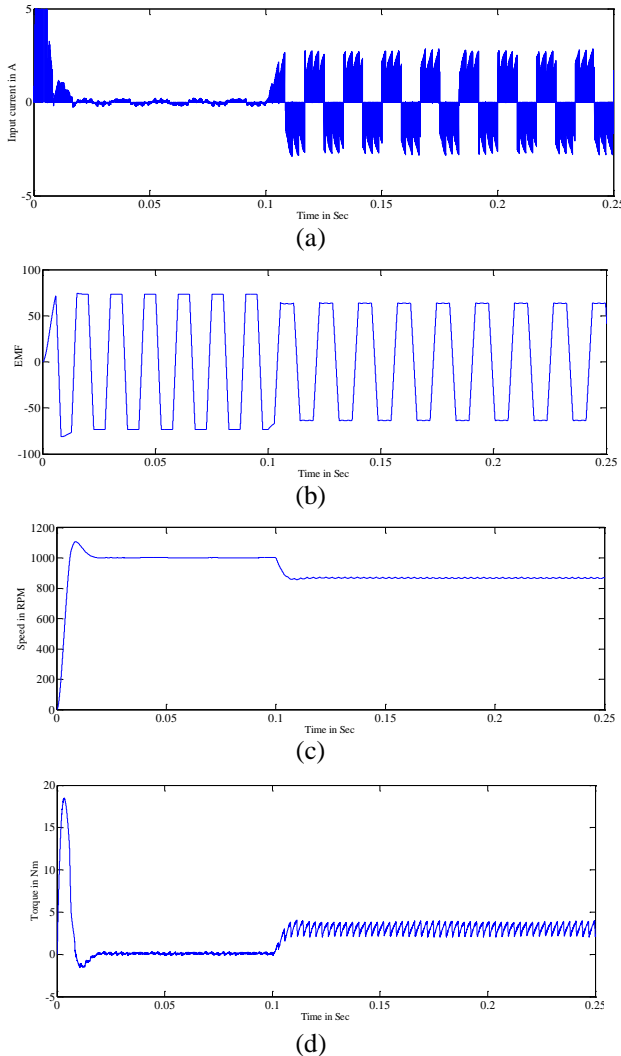 5
0
-5
Input current in A
0 0.05 0.1 0.15 0.2 0.25
Time in Sec
(a)
100
50
0
-50
-100
EMF
0 0.05 0.1 0.15 0.2 0.25
Time in Sec
(b)
1200
1000
800
600
400
200
0
Speed in RPM
0 0.05 0.1 0.15 0.2 0.25
Time in Sec
(c)
20
15
10
5
0
-5
Torque in Nm
0 0.05 0.1 0.15 0.2 0.25
Time in Sec
(d)